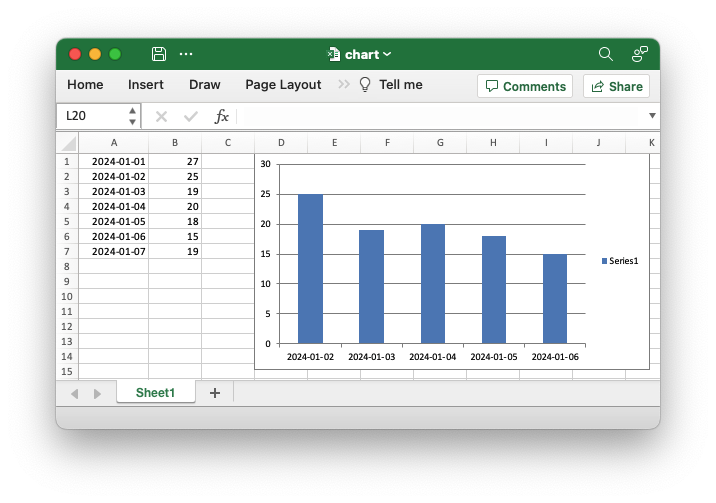 chart
Home Insert Draw Page Layout Tell me Comments Share
L20 fx
A B C D E F G H I J K
1 2024-01-01 27
2 2024-01-02 25
3 2024-01-03 19
4 2024-01-04 20
5 2024-01-05 18
6 2024-01-06 15
7 2024-01-07 19
8
9
10
11
12
13
14
15
30
25
20
15
10
5
0
2024-01-02 2024-01-03 2024-01-04 2024-01-05 2024-01-06
Series1
Sheet1